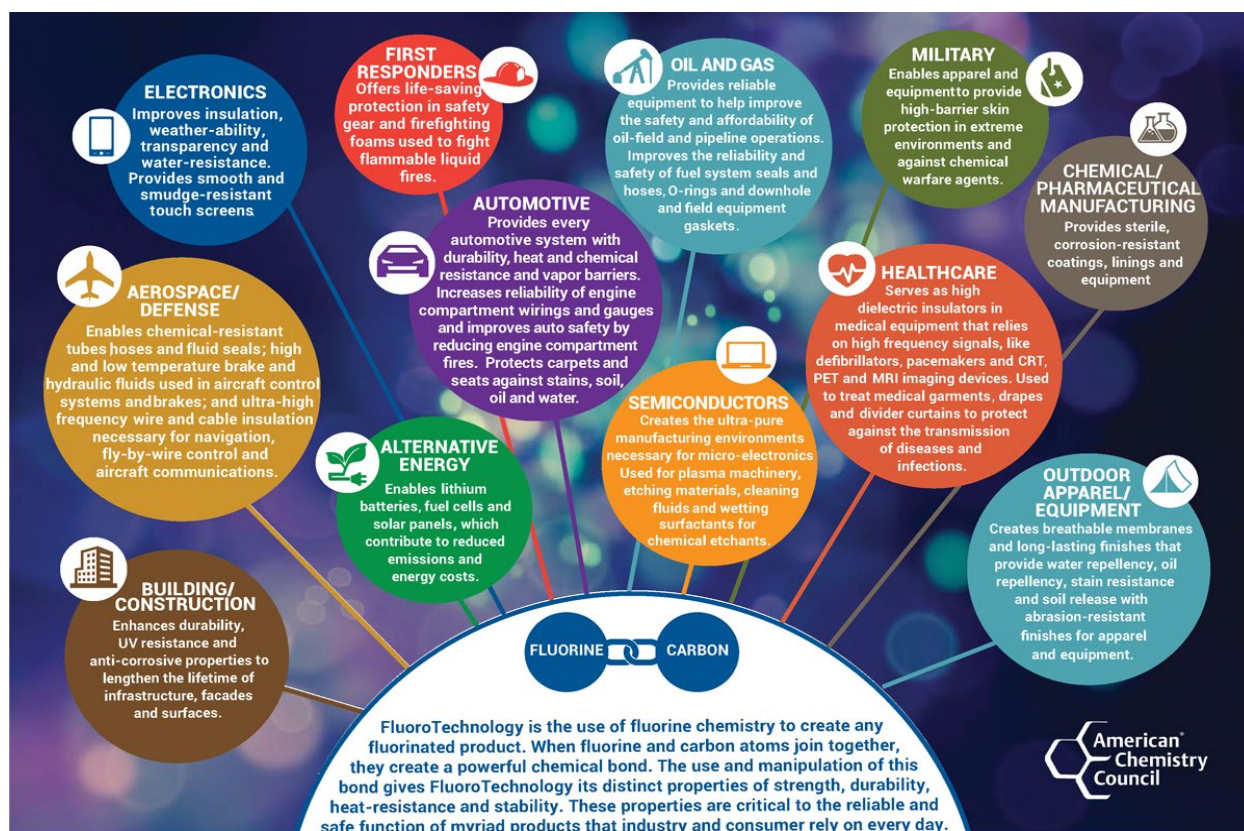 ELECTRONICS
Improves insulation,
weather-ability,
transparency and
water-resistance.
Provides smooth and
smudge-resistant
touch screens
FIRST
RESPONDERS
Offers life-saving
protection in safety
gear and firefighting
foams used to fight
flammable liquid
fires.
OIL AND GAS
Provides reliable
equipment to help improve
the safety and affordability of
oil-field and pipeline operations.
Improves the reliability and
safety of fuel system seals and
hoses, O-rings and downhole
and field equipment
gaskets.
MILITARY
Enables apparel and
equipmentto provide
high-barrier skin
protection in extreme
environments and
against chemical
warfare agents.
CHEMICAL/
PHARMACEUTICAL
MANUFACTURING
Provides sterile,
corrosion-resistant
coatings, linings and
equipment
AUTOMOTIVE
Provides every
automotive system with
durability, heat and chemical
resistance and vapor barriers.
Increases reliability of engine
compartment wirings and gauges
and improves auto safety by
reducing engine compartment
fires. Protects carpets and
seats against stains, soil,
oil and water.
AEROSPACE/
DEFENSE
Enables chemical-resistant
tubes hoses and fluid seals; high
and low temperature brake and
hydraulic fluids used in aircraft control
systems andbrakes; and ultra-high
frequency wire and cable insulation
necessary for navigation,
fly-by-wire control and
aircraft communications.
HEALTHCARE
Serves as high
dielectric insulators in
medical equipment that relies
on high frequency signals, like
defibrillators, pacemakers and CRT,
PET and MRI imaging devices. Used
to treat medical garments, drapes
and divider curtains to protect
against the transmission
of diseases and
infections.
SEMICONDUCTORS
Creates the ultra-pure
manufacturing environments
necessary for micro-electronics
Used for plasma machinery,
etching materials, cleaning
fluids and wetting
surfactants for
chemical etchants.
ALTERNATIVE
ENERGY
Enables lithium
batteries, fuel cells and
solar panels, which
contribute to reduced
emissions and
energy costs.
OUTDOOR
APPAREL/
EQUIPMENT
Creates breathable membranes
and long-lasting finishes that
provide water repellency, oil
repellency, stain resistance
and soil release with
abrasion-resistant
finishes for apparel
and equipment.
BUILDING/
CONSTRUCTION
Enhances durability,
UV resistance and
anti-corrosive properties to
lengthen the lifetime of
infrastructure, facades
and surfaces.
FLUORINE CARBON
FluoroTechnology is the use of fluorine chemistry to create any
fluorinated product. When fluorine and carbon atoms join together,
they create a powerful chemical bond. The use and manipulation of this
bond gives FluoroTechnology its distinct properties of strength, durability,
heat-resistance and stability. These properties are critical to the reliable and
safe function of myriad products that industry and consumer rely on every day.
American®
Chemistry
Council